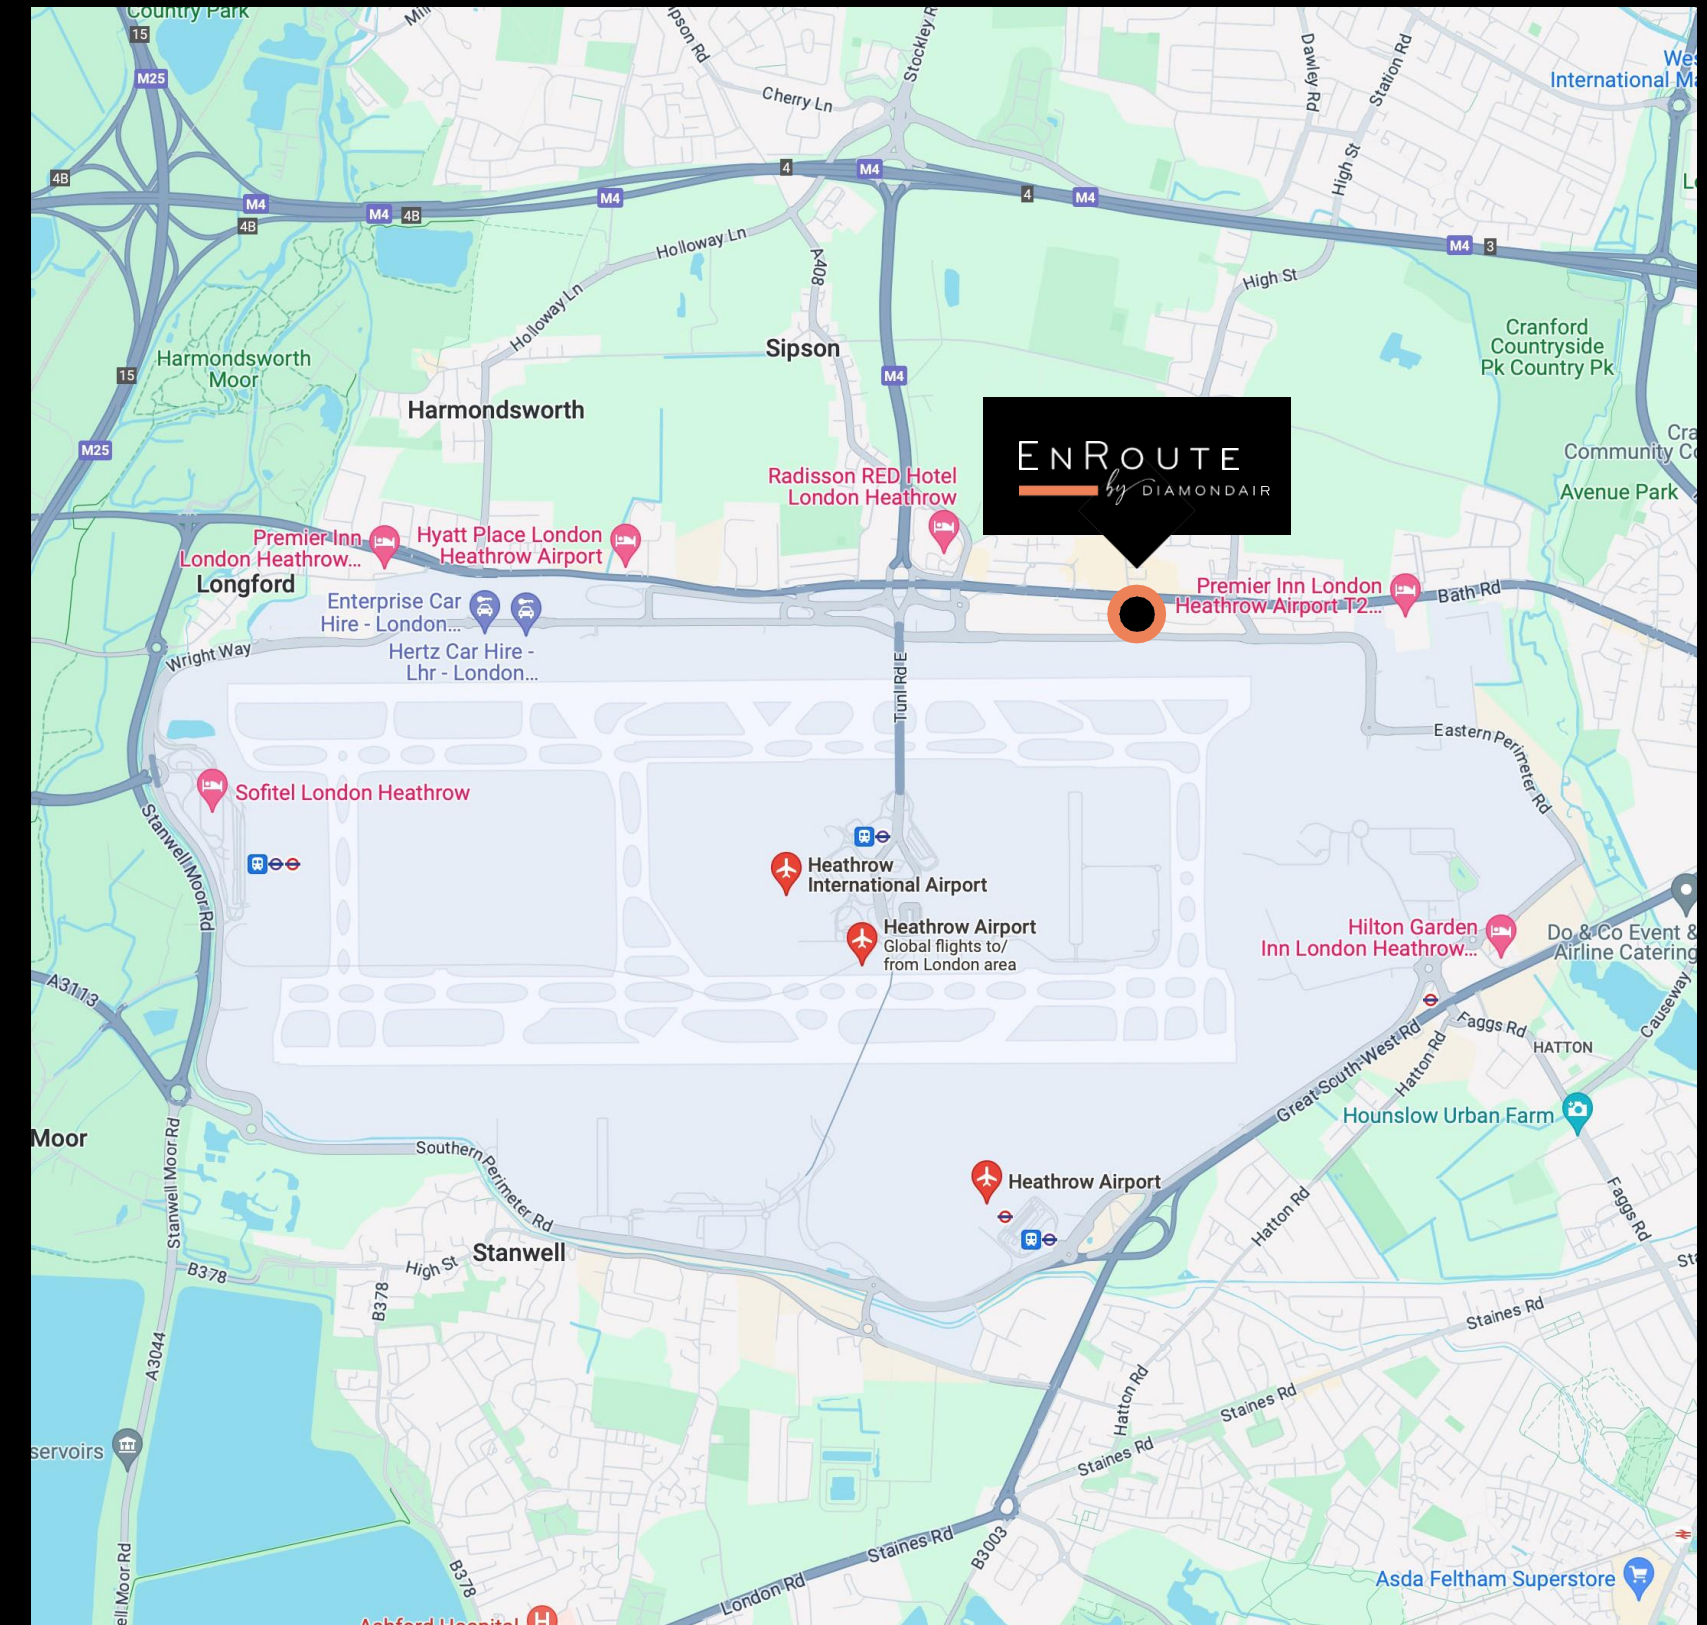 Country Park
15
M25
Stockley R
Cherry Ln
Dawley Rd
Station Rd
International M
4B
M4
4B
M4
4B
M4
4
M4
4
M4
High St
M4
3
Holloway Ln
A408
Holloway Ln
High St
Sipson
M4
Harmondsworth
Moor
15
Harmondsworth
M25
Cranford
Countryside
Pk Country Pk
Community C
Avenue Park
ENROUTE
by DIAMONDAIR
Radisson RED Hotel
London Heathrow
Premier Inn
London Heathrow...
Hyatt Place London
Heathrow Airport
Longford
Enterprise Car
Hire - London...
Hertz Car Hire -
Lhr - London...
Premier Inn London
Heathrow Airport T2...
Bath Rd
Wright Way
Tunl Rd E
Eastern Perimeter Rd
Sofitel London Heathrow
Stanwell Moor Rd
Heathrow
International Airport
Heathrow Airport
Global flights to/
from London area
Hilton Garden
Inn London Heathrow...
Do & Co Event &
Airline Catering
A3113
Causeway
Faggs Rd
HATTON
Great South-West Rd
Hatton Rd
Hounslow Urban Farm
Moor
Stanwell Moor Rd
Southern Perimeter Rd
Heathrow Airport
Hatton Rd
Faggs Rd
Stanwell
High St
B378
B378
A3044
Staines Rd
Hatton Rd
Staines Rd
Staines Rd
servoirs
Staines Rd
B3003
London Rd
B378
ell Moor Rd
Asda Feltham Superstore
Ashford Hospital
H